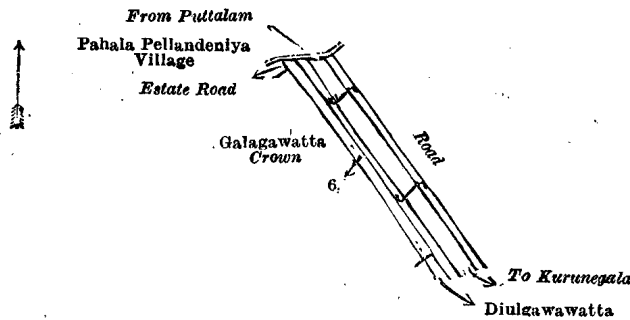 From Puttalam
Pahala Pellandeniya
Village
Estate Road
Galagawatta
Crown
Road
6.
To Kurunegala
Diulgawawatta